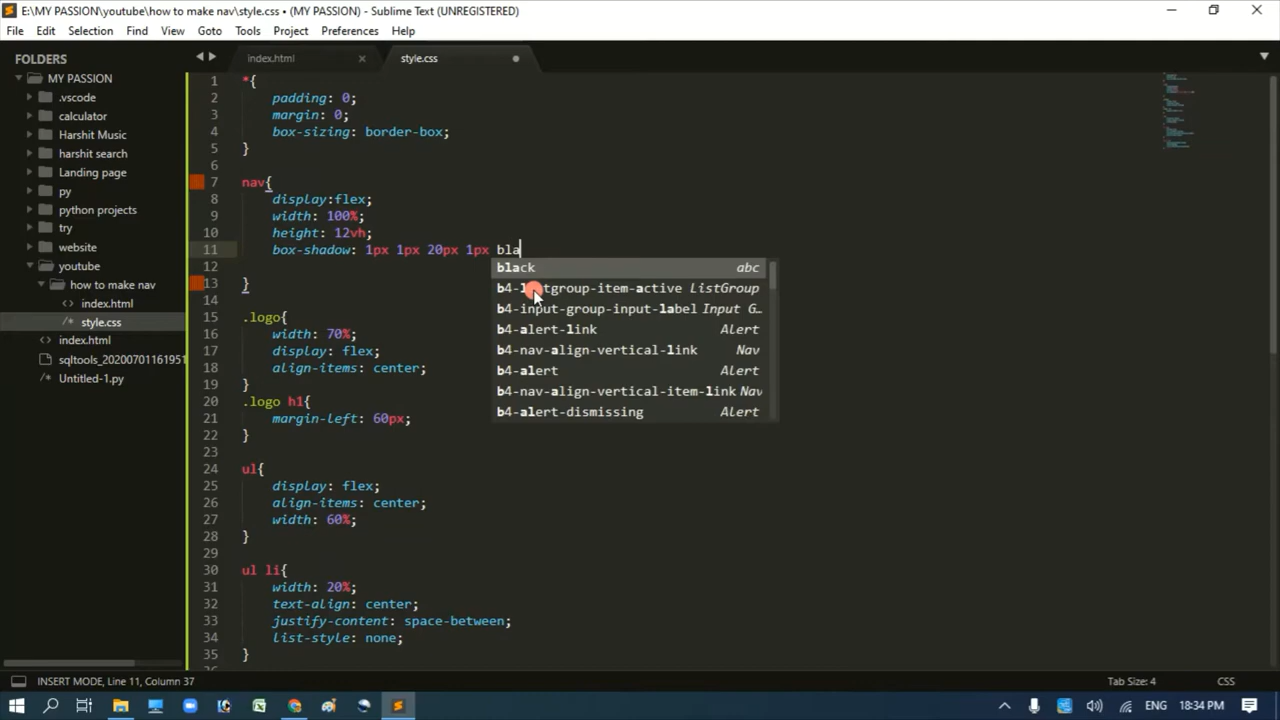 E:\MY PASSION\youtube\how to make nav\style.css • (MY PASSION) - Sublime Text (UNREGISTERED)
File Edit Selection Find View Goto Tools Project Preferences Help
FOLDERS
MY PASSION
.vscode
calculator
Harshit Music
harshit search
Landing page
py
python projects
try
website
youtube
how to make nav
index.html
/* style.css
index.html
sqltools_20200701161951
Untitled-1.py
index.html
style.css
1 *{
2 padding: 0;
3 margin: 0;
4 box-sizing: border-box;
5 }
6
7 nav{
8 display:flex;
9 width: 100%;
10 height: 12vh;
11 box-shadow: 1px 1px 20px 1px bla
12
13 }
14
15 .logo{
16 width: 70%;
17 display: flex;
18 align-items: center;
19 }
20 .logo h1{
21 margin-left: 60px;
22 }
23
24 ul{
25 display: flex;
26 align-items: center;
27 width: 60%;
28 }
29
30 ul li{
31 width: 20%;
32 text-align: center;
33 justify-content: space-between;
34 list-style: none;
35 }
black abc
ListGroup
b4-input-group-input-label Input G…
b4-alert-link Alert
b4-nav-align-vertical-link Nav
b4-alert Alert
b4-nav-align-vertical-item-link Nav
b4-alert-dismissing Alert
INSERT MODE, Line 11, Column 37
Tab Size: 4
CSS
ENG
18:34 PM